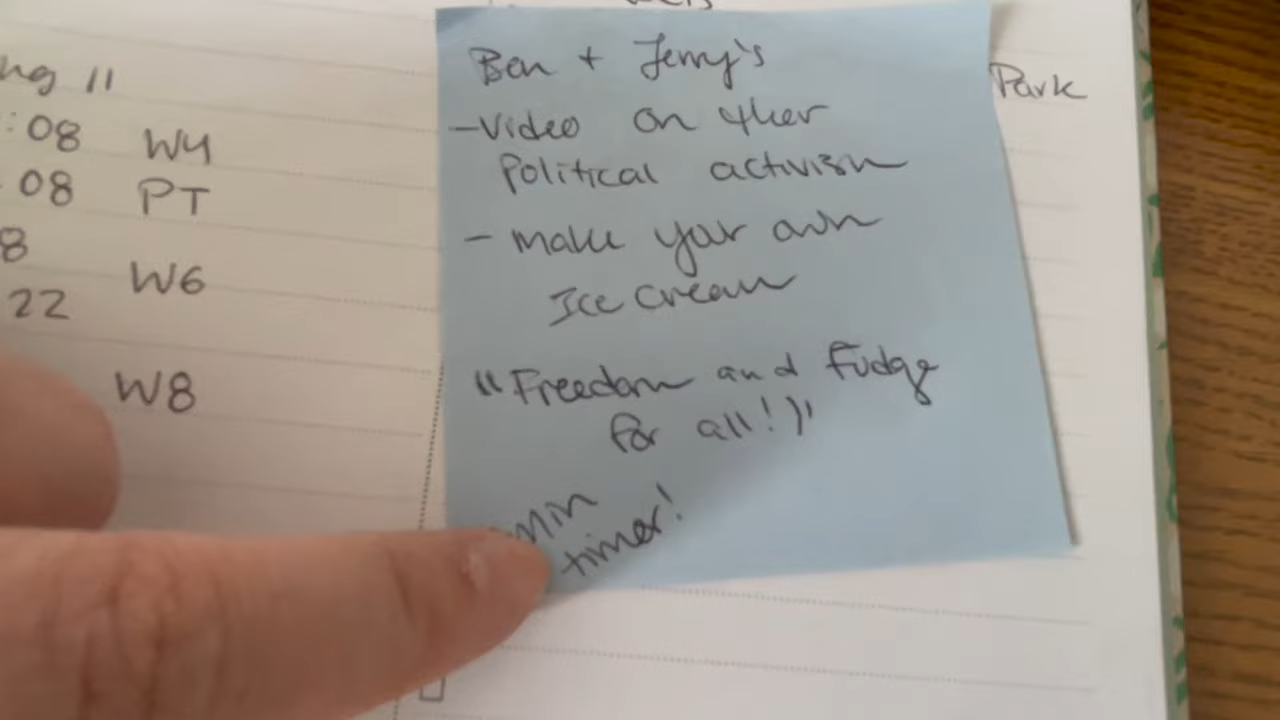 ng 11
:08 W4
08 PT
8
W6
22
W8
Park
Ben + Jerry's
-Video on ther
Political activism
- make your own
Ice cream
"Freedom and fudge
for all!"
min
timer!